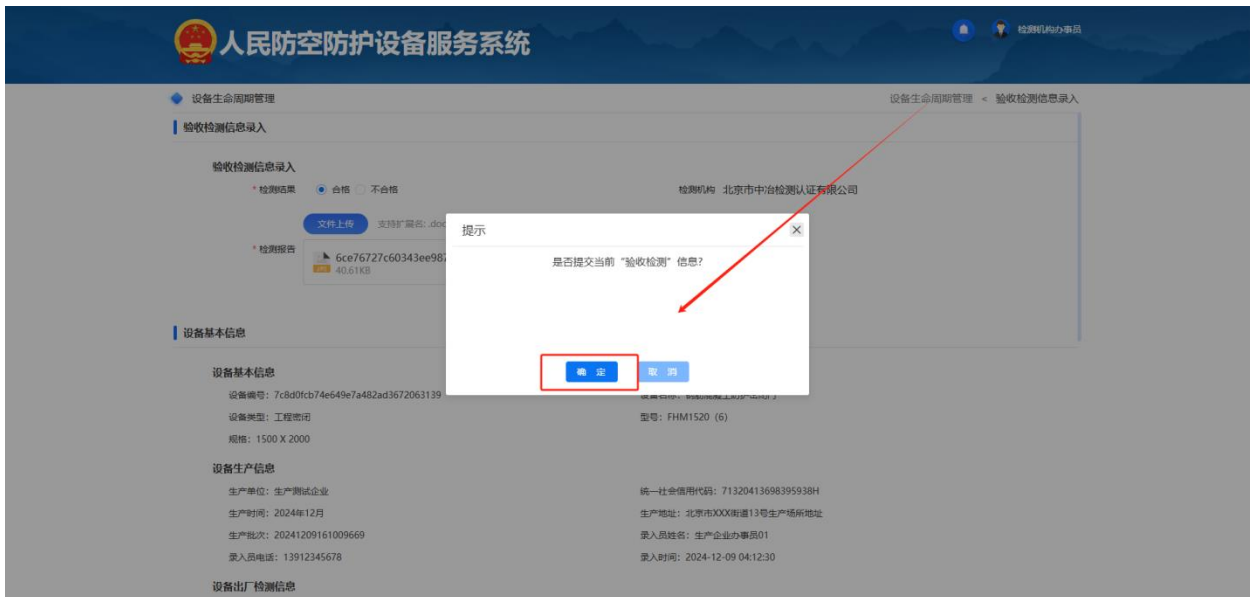 人民防空防护设备服务系统
检测机构办事员
设备生命周期管理
设备生命周期管理 < 验收检测信息录入
验收检测信息录入
验收检测信息录入
* 检测结果 合格 不合格
检测机构 北京市中冶检测认证有限公司
文件上传 支持扩展名: .doc
* 检测报告
6ce76727c60343ee987
40.61KB
提示
是否提交当前“验收检测”信息?
确 定
取 消
设备基本信息
设备基本信息
设备编号: 7c8d0fcb74e649e7a482ad3672063139
设备类型: 工程密闭
型号: FHM1520 (6)
规格: 1500 X 2000
设备生产信息
生产单位: 生产测试企业
统一社会信用代码: 71320413698395938H
生产时间: 2024年12月
生产地址: 北京市XXX街道13号生产场所地址
生产批次: 20241209161009669
录入员姓名: 生产企业办事员01
录入员电话: 13912345678
录入时间: 2024-12-09 04:12:30
设备出厂检测信息